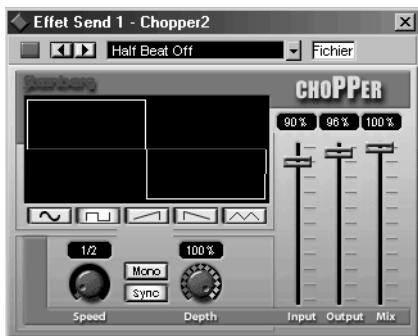 Effet Send 1 - Chopper2
Half Beat Off
Fichier
Steinberg
CHOPPER
90% 96% 100%
1/2
100%
Mono
Sync
Speed
Depth
Input Output Mix